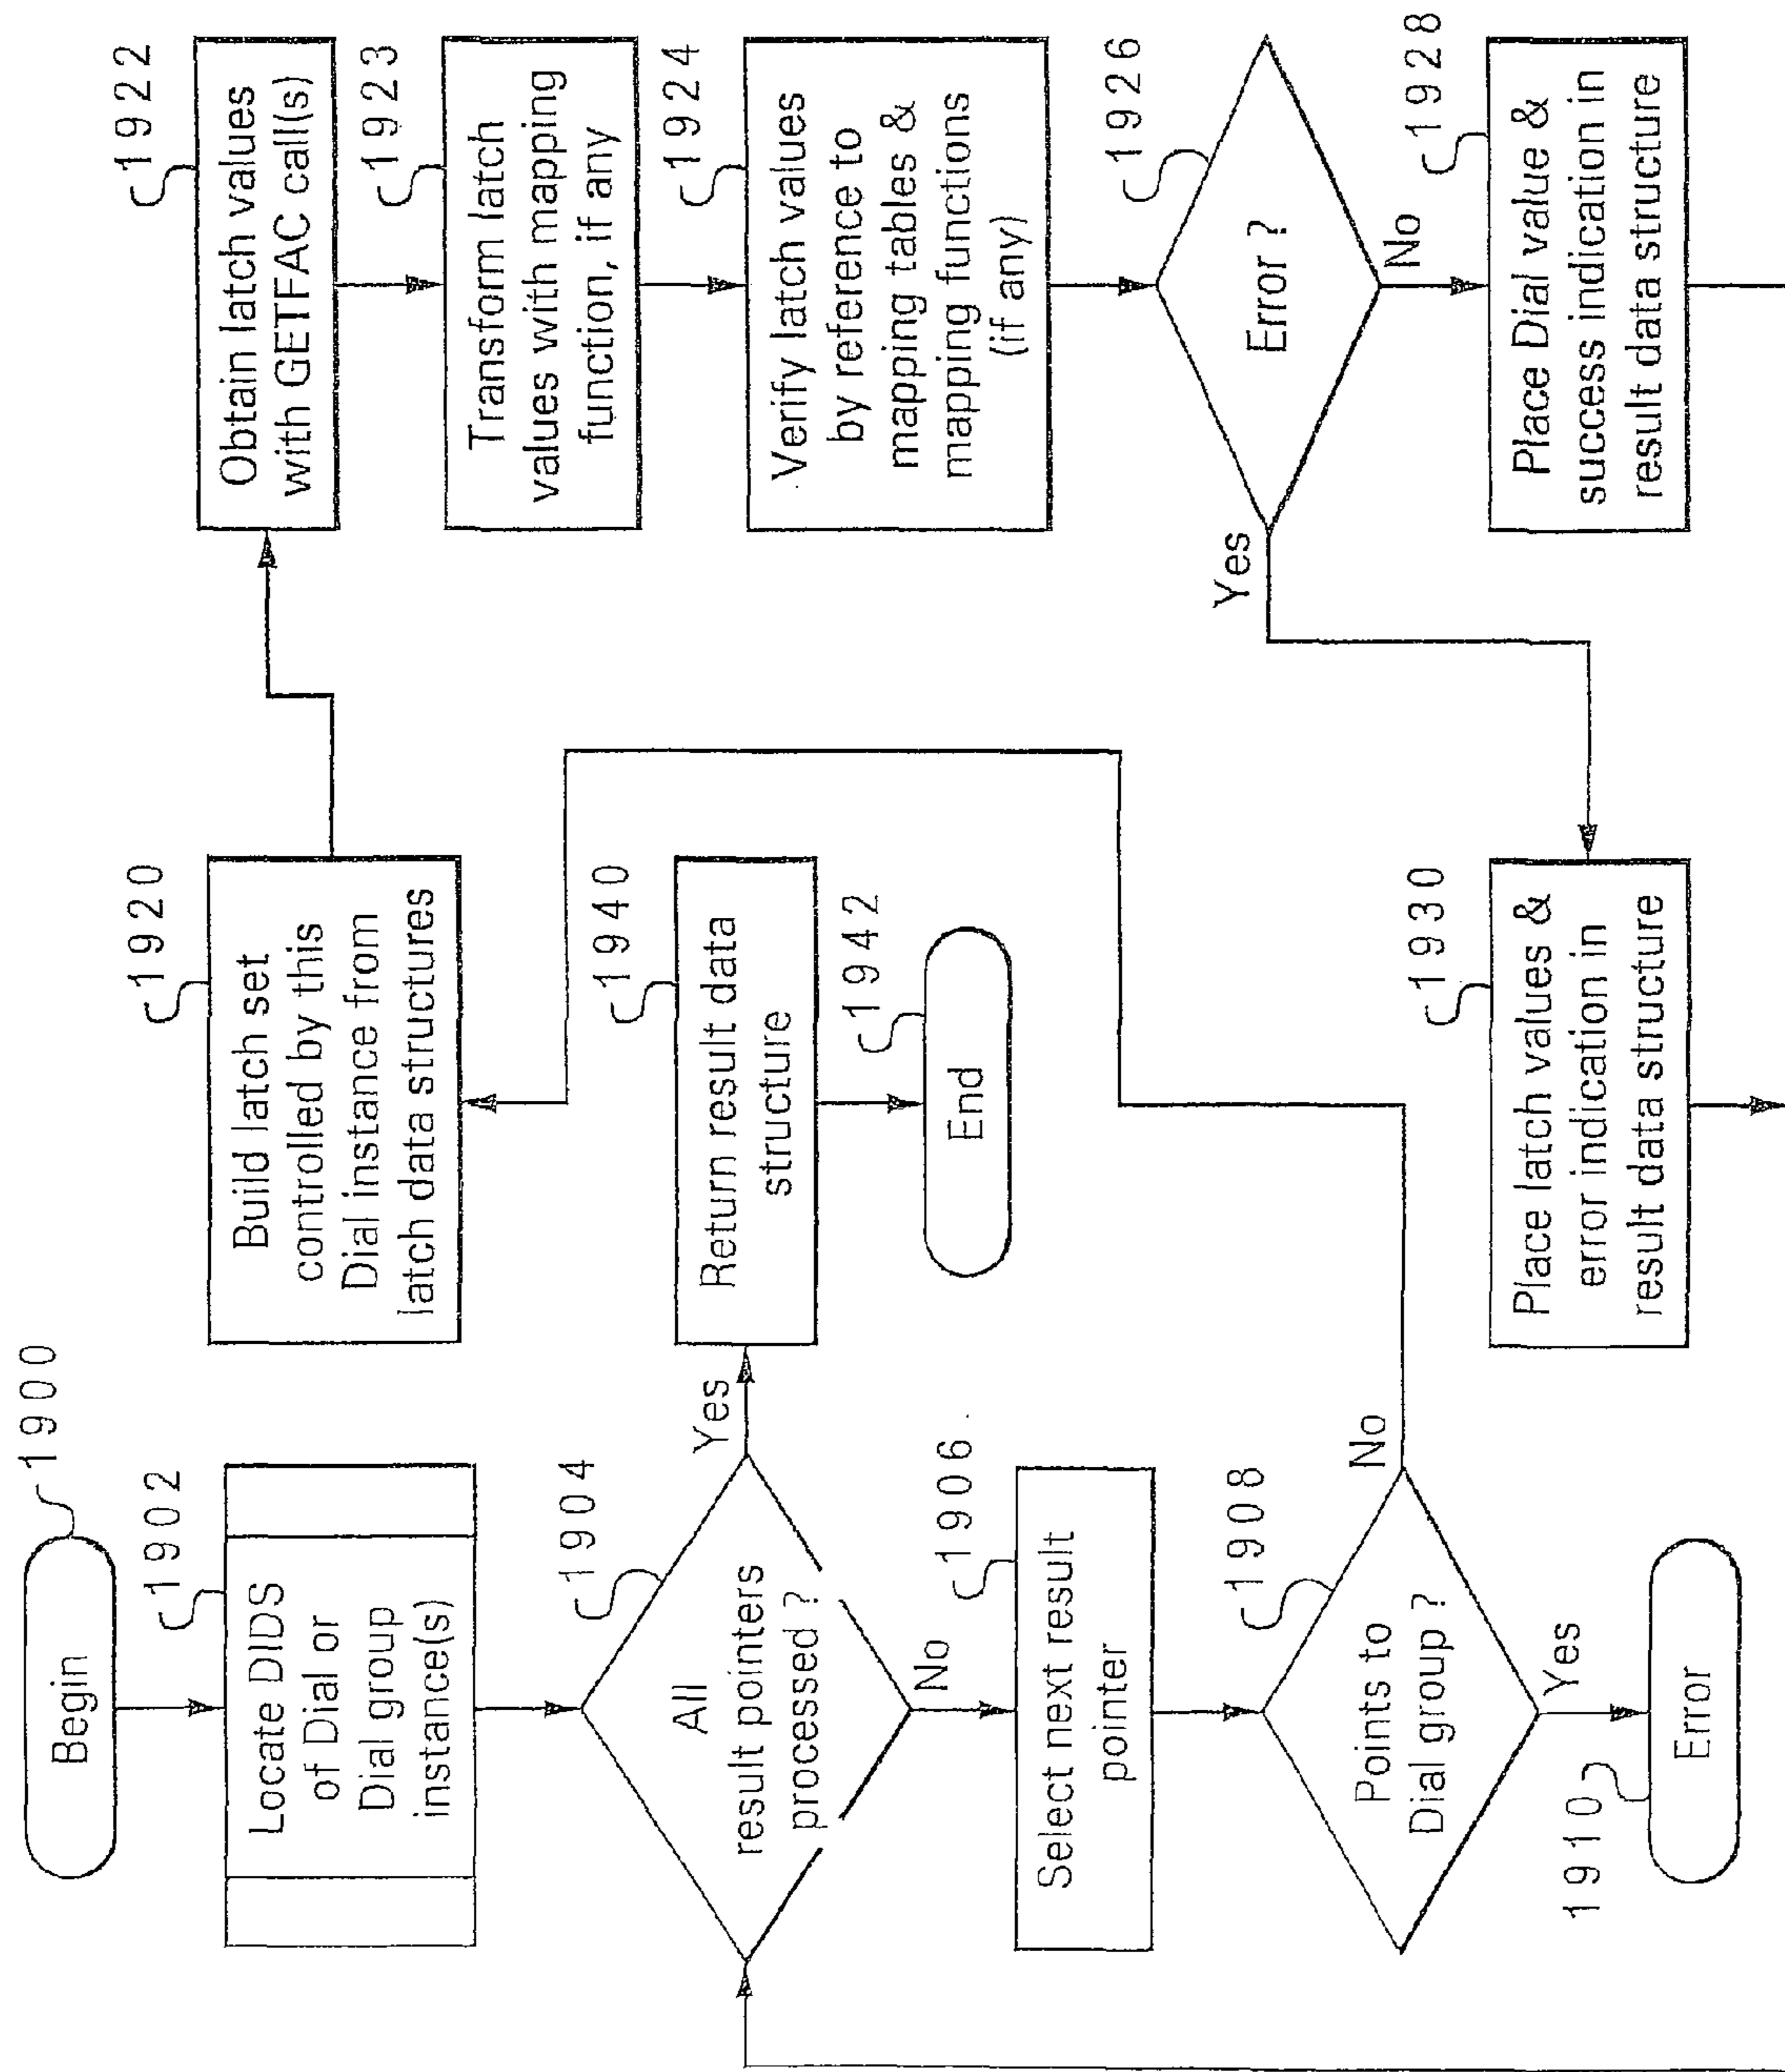 Begin
1900
Locate DIDS
of Dial or
Dial group
instance(s)
1902
All
result pointers
processed ?
1904
Yes
No
Select next result
pointer
1906
Points to
Dial group ?
1908
No
Yes
Error
1910
Build latch set
controlled by this
Dial instance from
latch data structures
1920
Return result data
structure
1940
End
1942
Place latch values &
error indication in
result data structure
1930
Obtain latch values
with GETFAC call(s)
1922
Transform latch
values with mapping
function, if any
1923
Verify latch values
by reference to
mapping tables &
mapping functions
(if any)
1924
Error ?
1926
Yes
No
Place Dial value &
success indication in
result data structure
1928